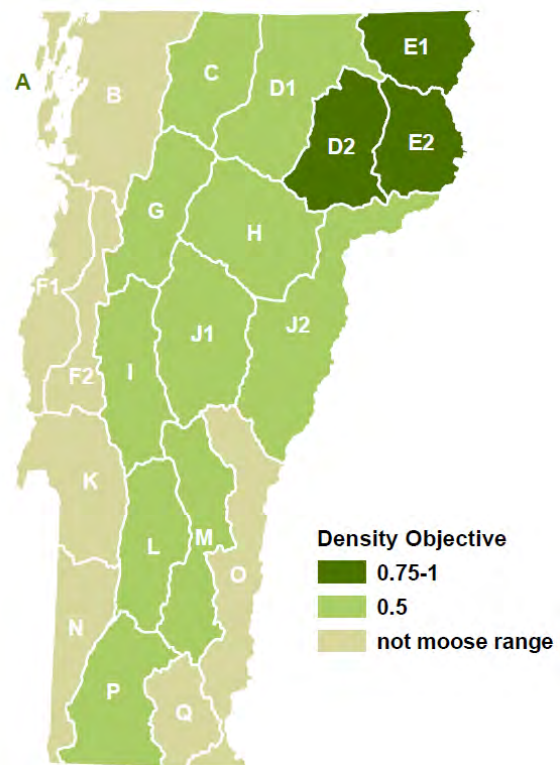 E1
A
C
B
D1
D2
E2
G
H
F1
J1
J2
I
F2
K
L
M
O
N
P
Q
Density Objective
0.75-1
0.5
not moose range